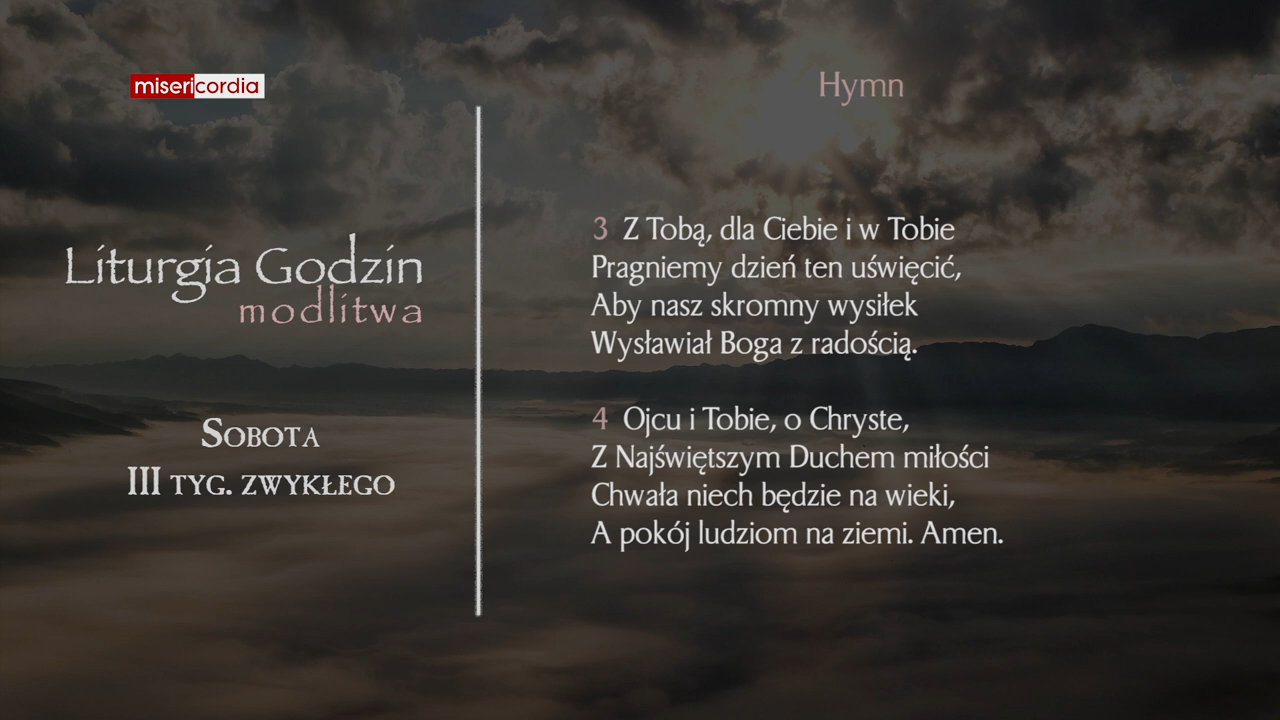 misericordia
Liturgia Godzin
modlitwa
Sobota
III tyg. zwykłego
Hymn
3 Z Tobą, dla Ciebie i w Tobie
Pragniemy dzień ten uświęcić,
Aby nasz skromny wysiłek
Wysławiał Boga z radością.
4 Ojcu i Tobie, o Chryste,
Z Najświętszym Duchem miłości
Chwała niech będzie na wieki,
A pokój ludziom na ziemi. Amen.